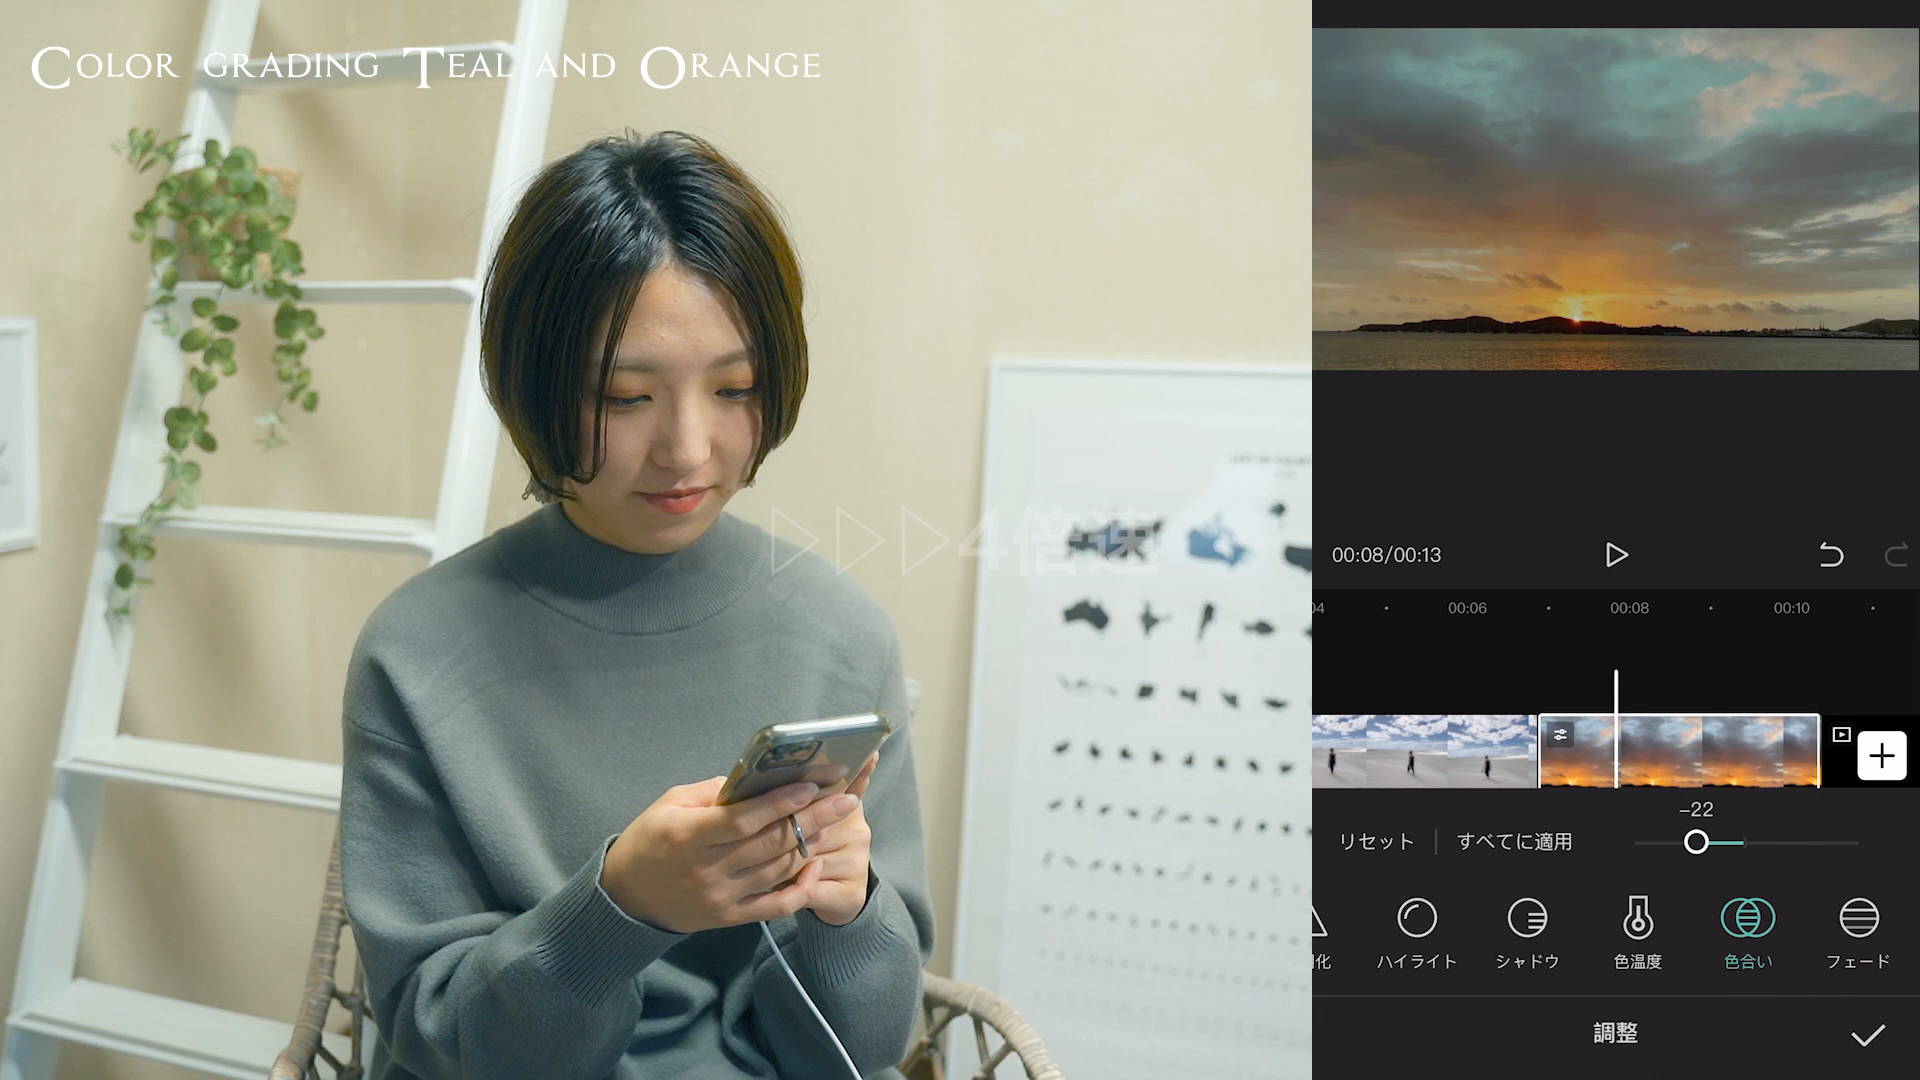 Color grading Teal and Orange
▷▷▷4倍速
00:08/00:13
04 00:06 00:08 00:10
-22
リセット すべてに適用
ハイライト シャドウ 色温度 色合い フェード
調整